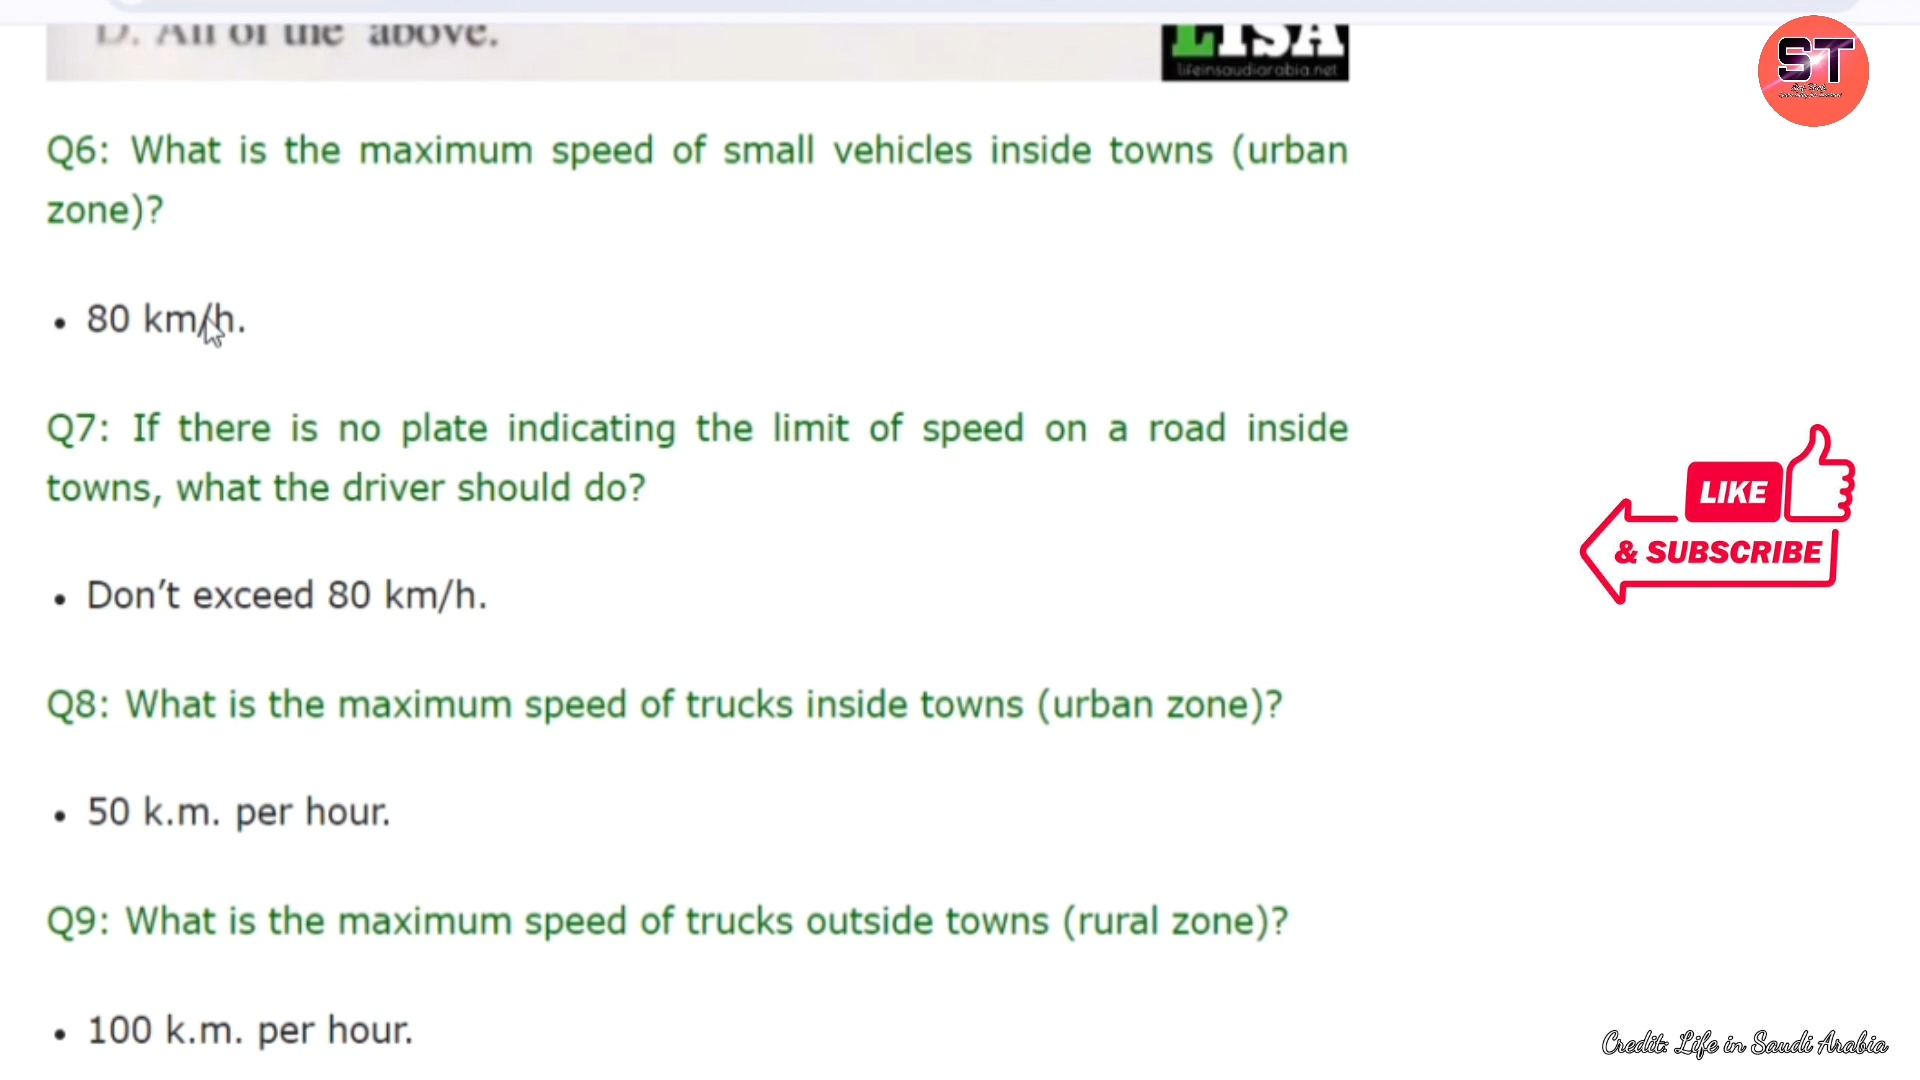 D. All of the above.
LISA
lifeinsaudiarabia.net
ST
Q6: What is the maximum speed of small vehicles inside towns (urban
zone)?
• 80 km/h.
Q7: If there is no plate indicating the limit of speed on a road inside
towns, what the driver should do?
• Don’t exceed 80 km/h.
LIKE
& SUBSCRIBE
Q8: What is the maximum speed of trucks inside towns (urban zone)?
• 50 k.m. per hour.
Q9: What is the maximum speed of trucks outside towns (rural zone)?
• 100 k.m. per hour.
Credit: Life in Saudi Arabia